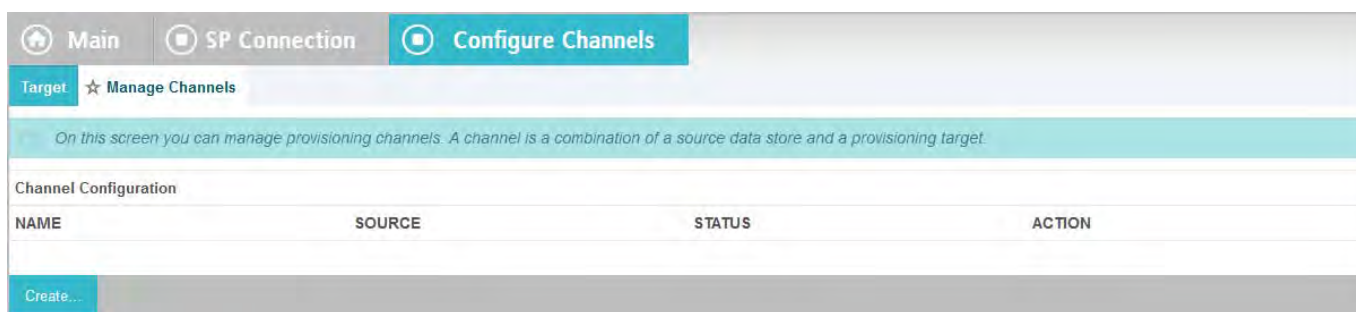 Main SP Connection Configure Channels
Target Manage Channels
On this screen you can manage provisioning channels. A channel is a combination of a source data store and a provisioning target.
Channel Configuration
NAME SOURCE STATUS ACTION
Create...